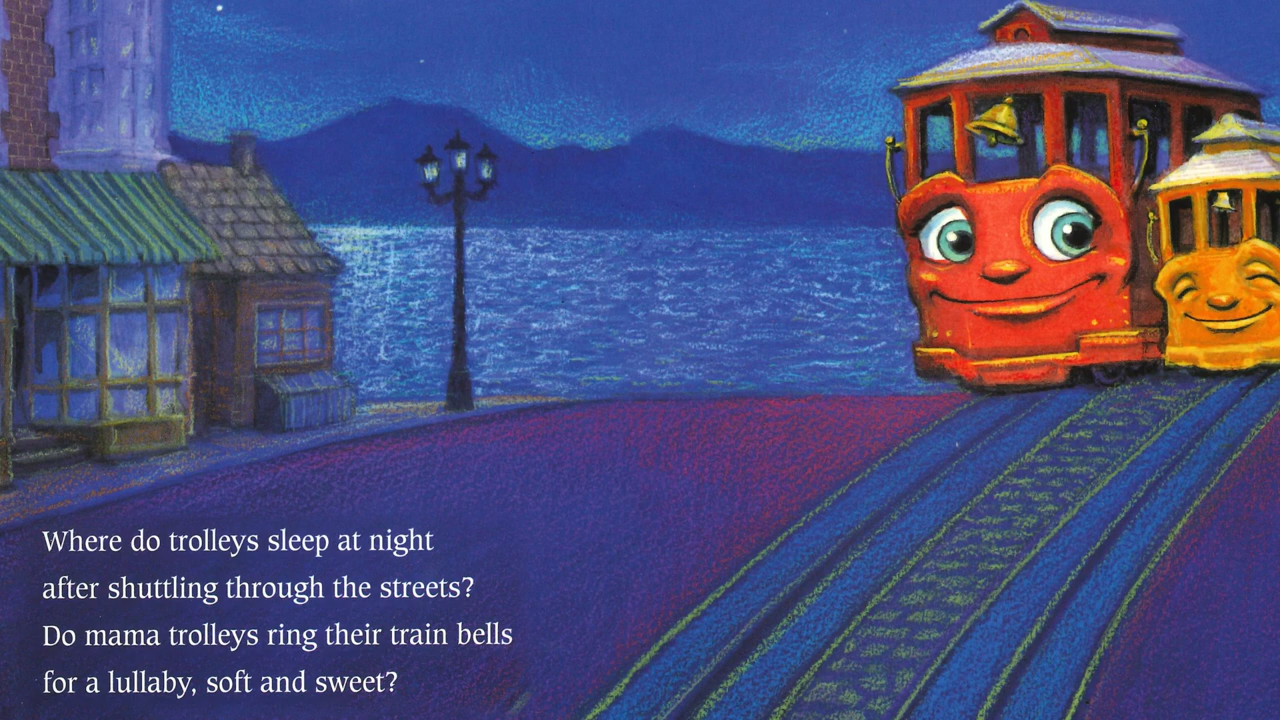 Where do trolleys sleep at night
after shuttling through the streets?
Do mama trolleys ring their train bells
for a lullaby, soft and sweet?